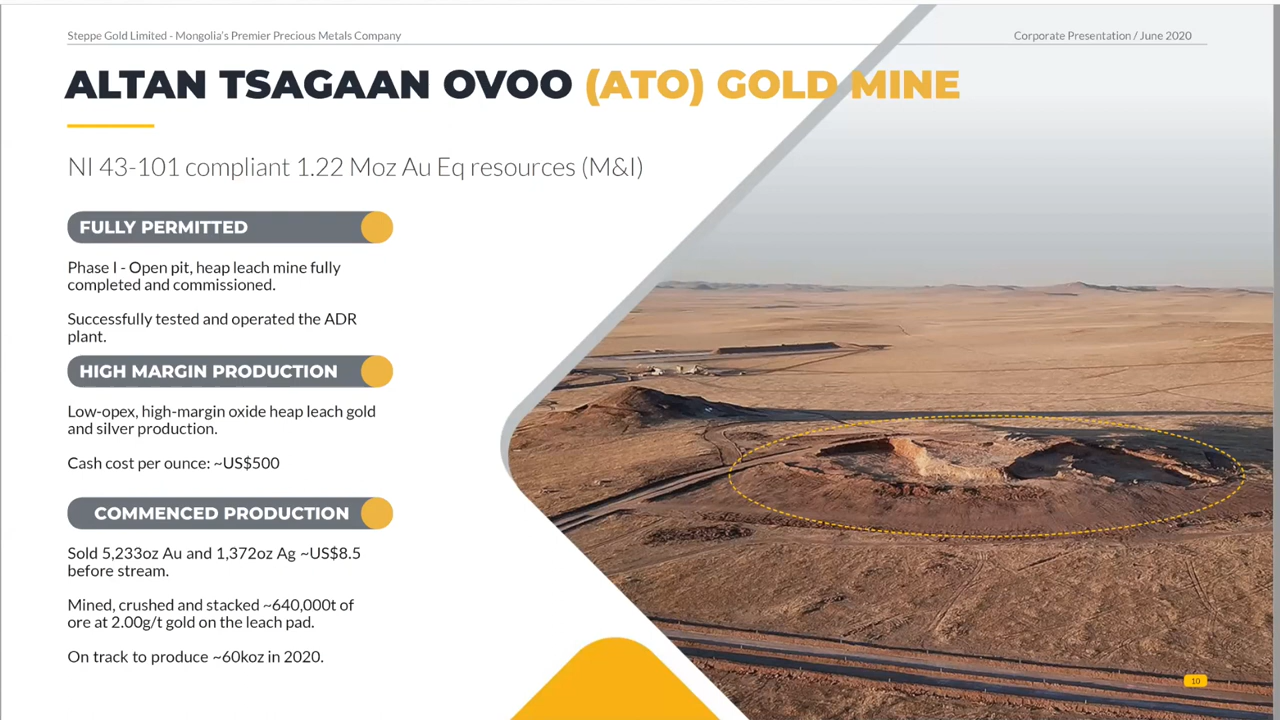 Steppe Gold Limited - Mongolia's Premier Precious Metals Company
Corporate Presentation / June 2020
ALTAN TSAGAAN OVOO (ATO) GOLD MINE
NI 43-101 compliant 1.22 Moz Au Eq resources (M&I)
FULLY PERMITTED
Phase I - Open pit, heap leach mine fully
completed and commissioned.
Successfully tested and operated the ADR
plant.
HIGH MARGIN PRODUCTION
Low-opex, high-margin oxide heap leach gold
and silver production.
Cash cost per ounce: ~US$500
COMMENCED PRODUCTION
Sold 5,233oz Au and 1,372oz Ag ~US$8.5
before stream.
Mined, crushed and stacked ~640,000t of
ore at 2.00g/t gold on the leach pad.
On track to produce ~60koz in 2020.
10